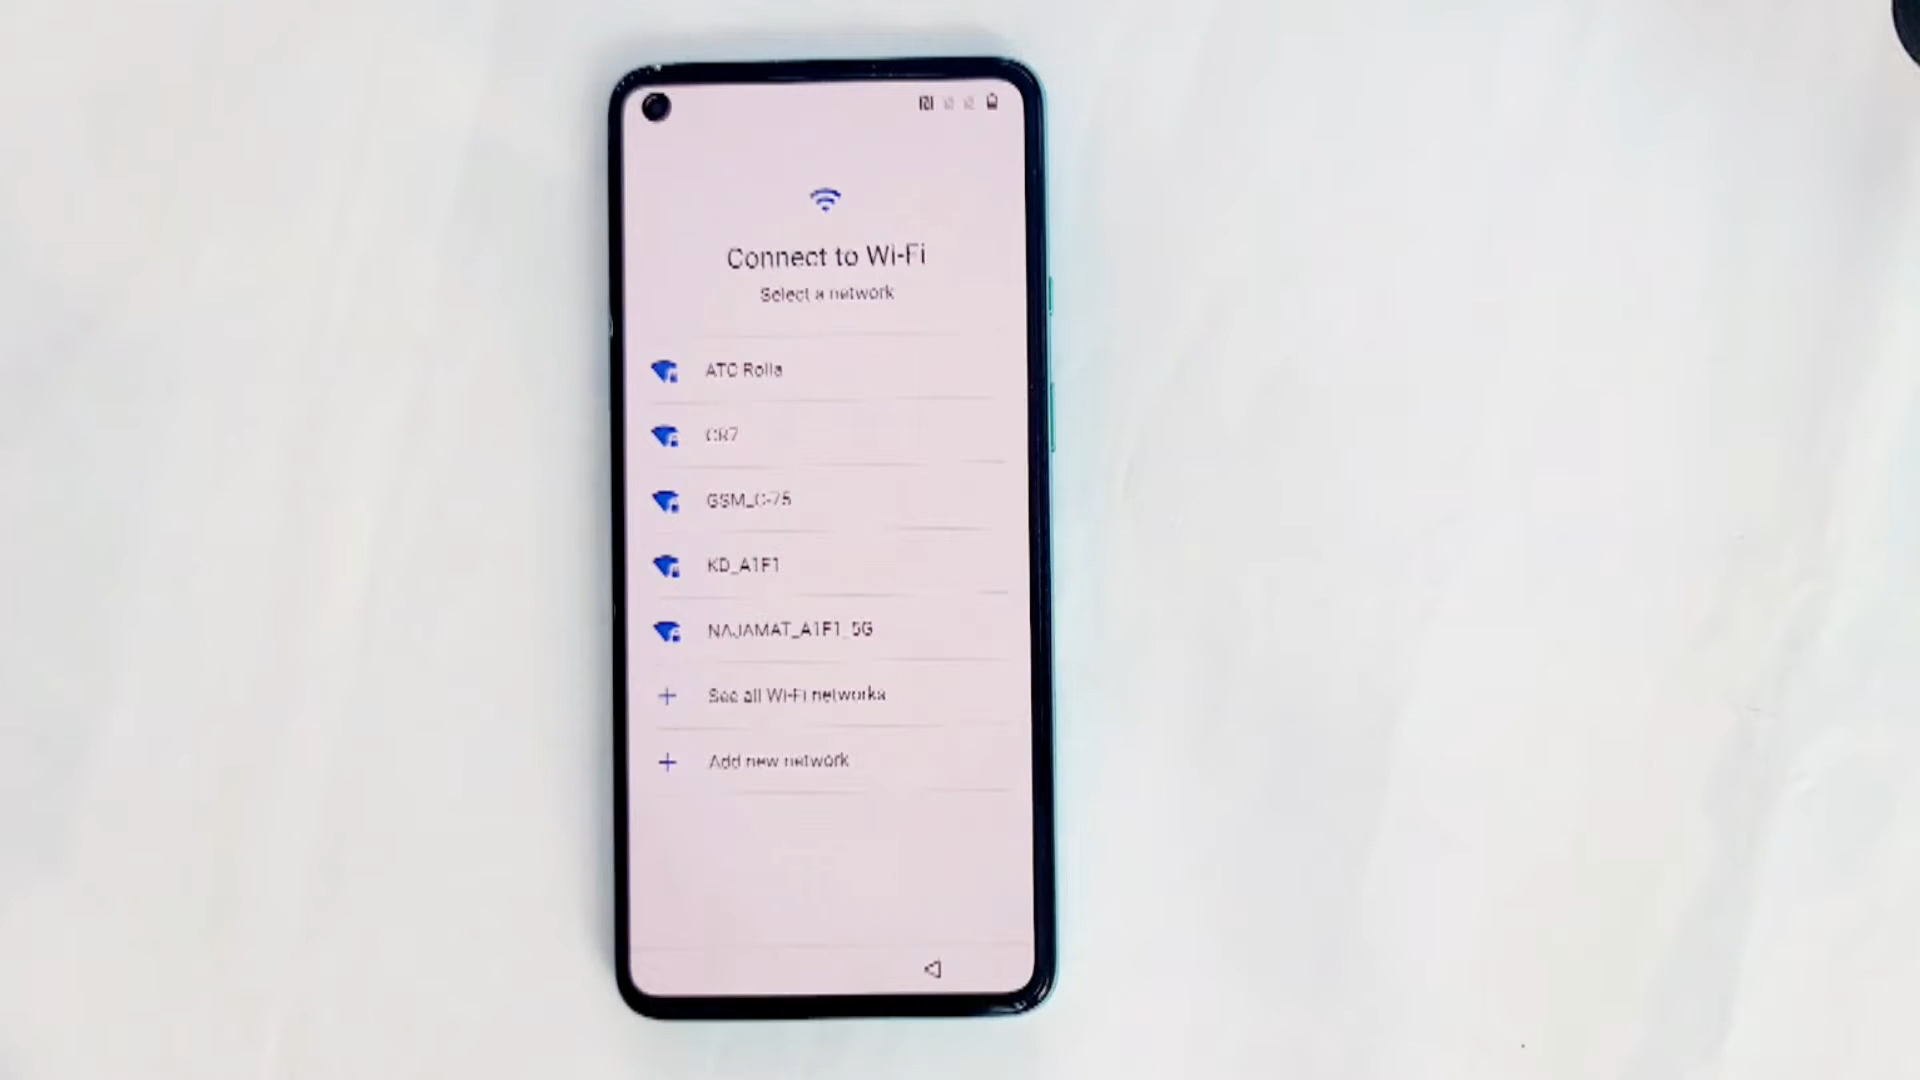 Connect to Wi-Fi
Select a network
ATC Rolla
CR7
GSM_C-75
KD_A1F1
NAJAMAT_A1F1_5G
See all Wi-Fi networks
Add new network